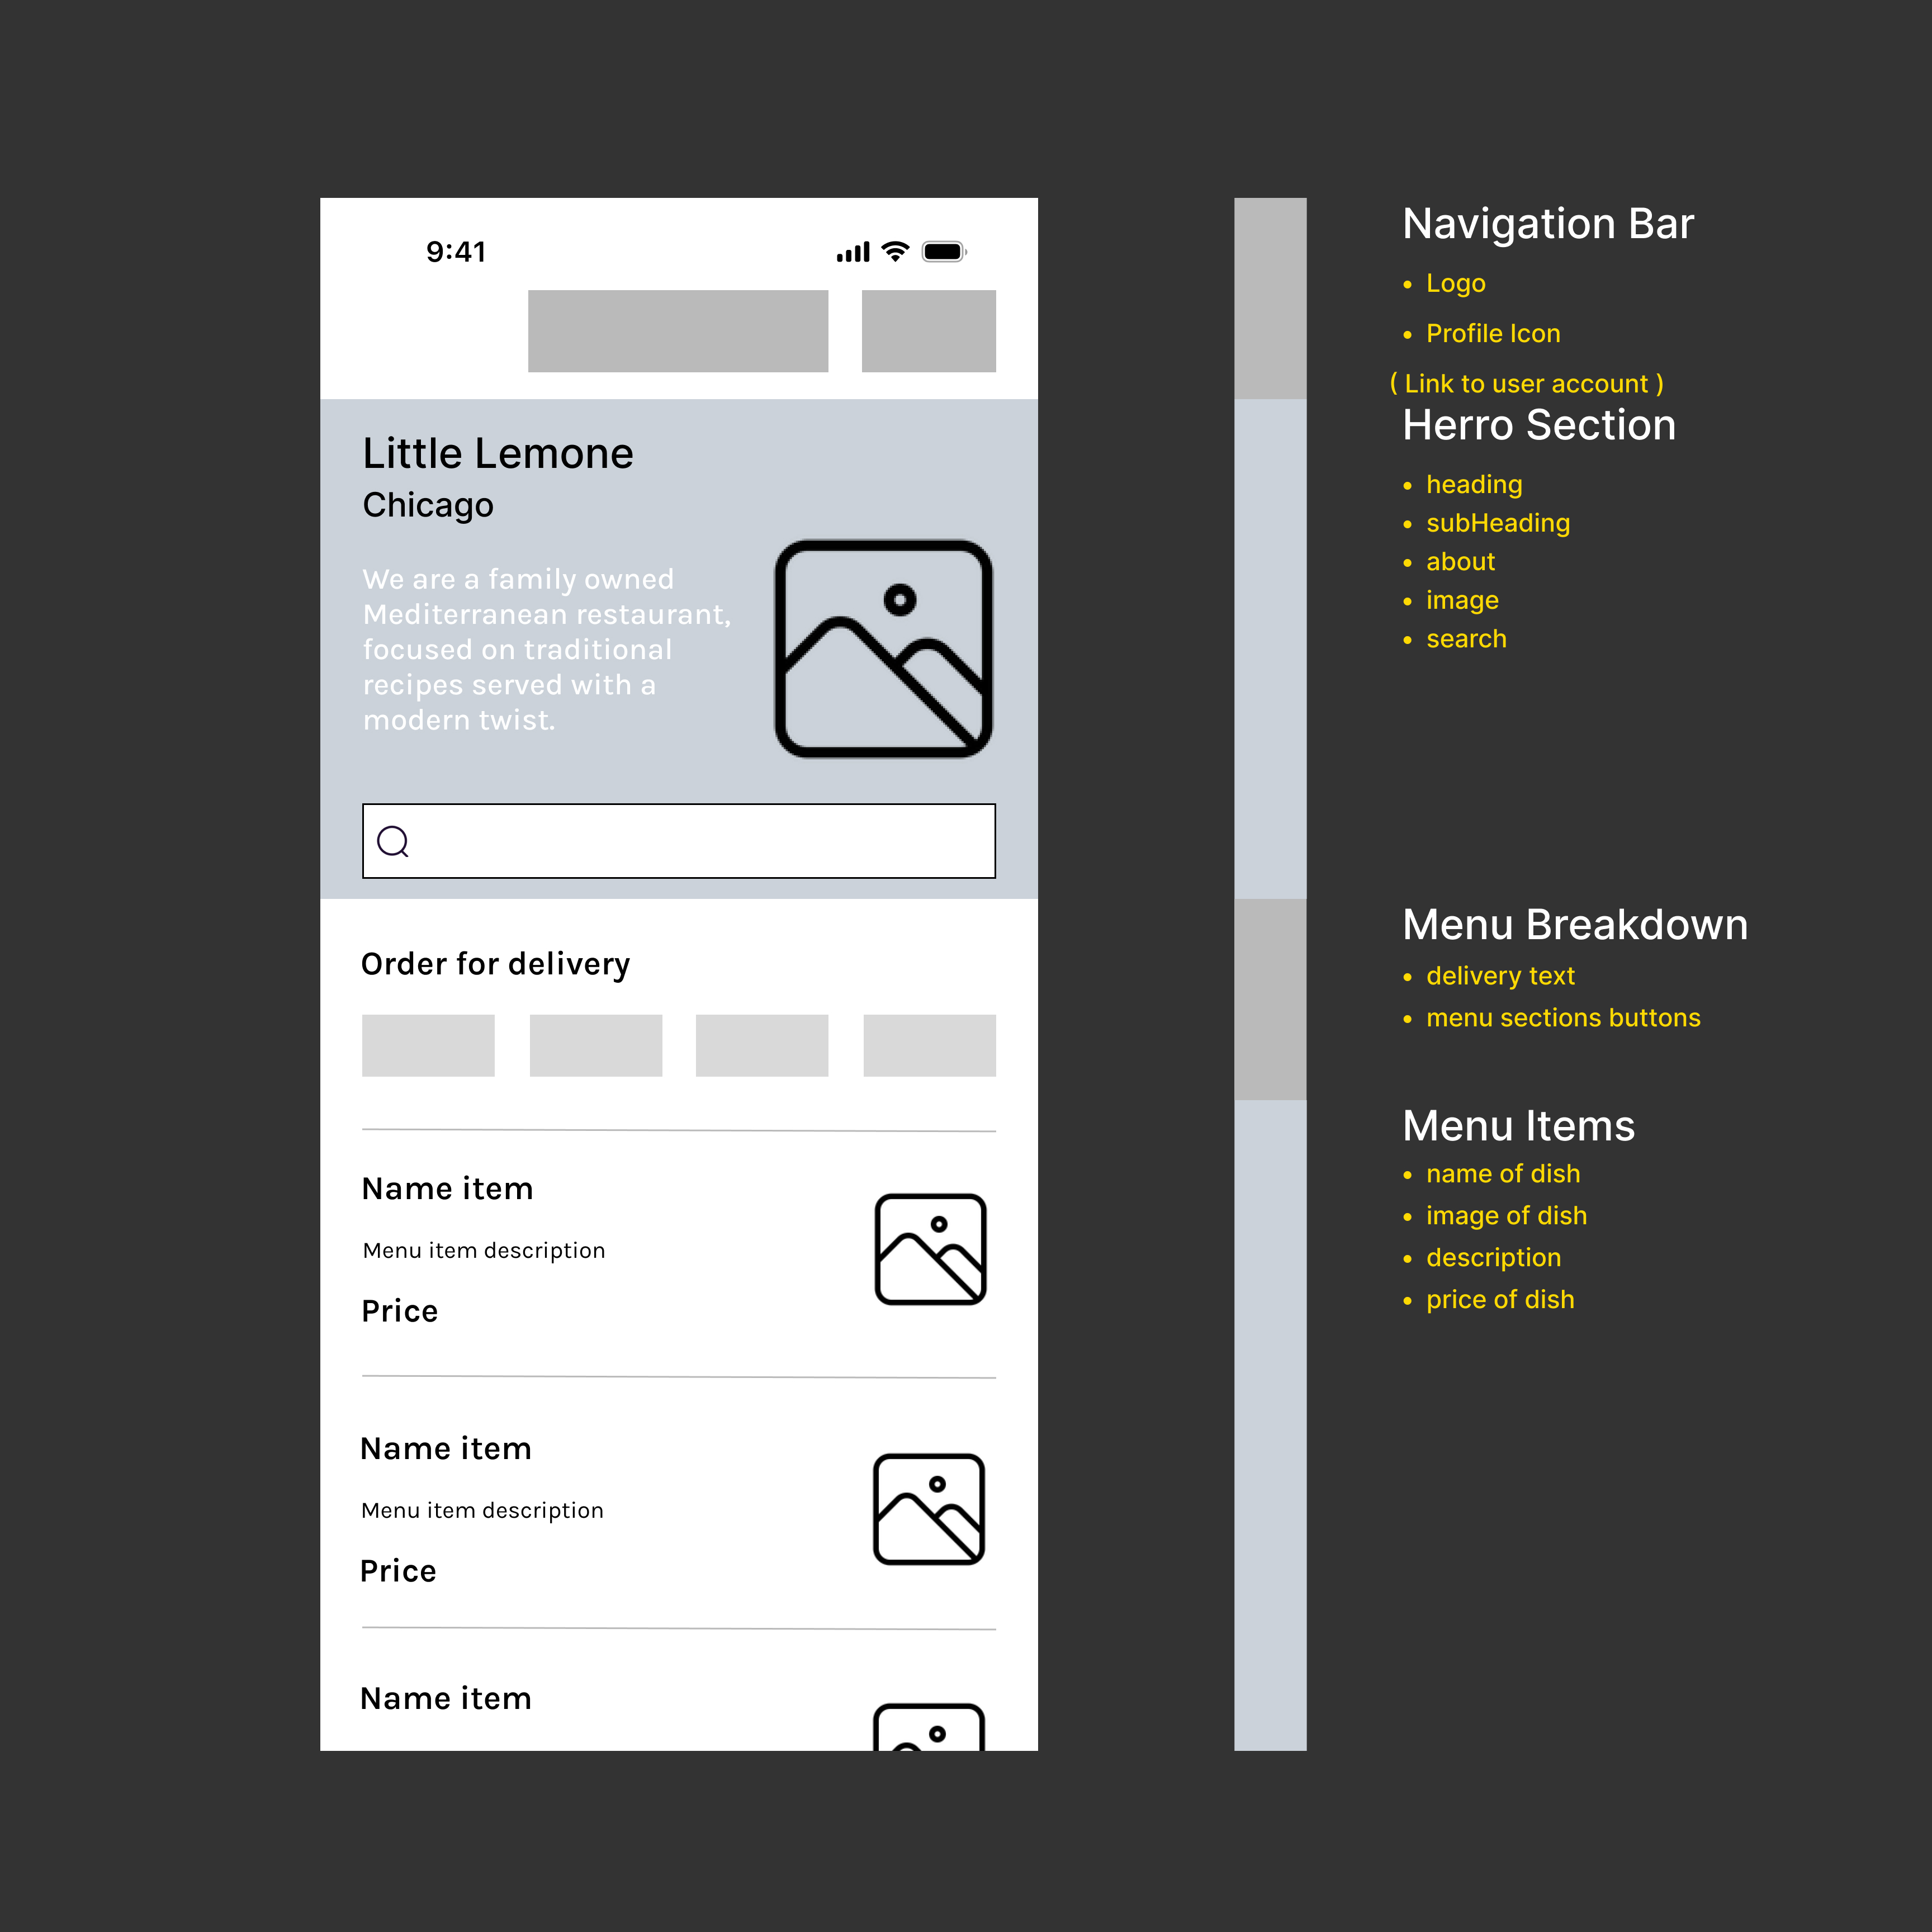 9:41
Little Lemone
Chicago
We are a family owned
Mediterranean restaurant,
focused on traditional
recipes served with a
modern twist.
Order for delivery
Name item
Menu item description
Price
Name item
Menu item description
Price
Name item
Navigation Bar
• Logo
• Profile Icon
( Link to user account )
Herro Section
• heading
• subHeading
• about
• image
• search
Menu Breakdown
• delivery text
• menu sections buttons
Menu Items
• name of dish
• image of dish
• description
• price of dish